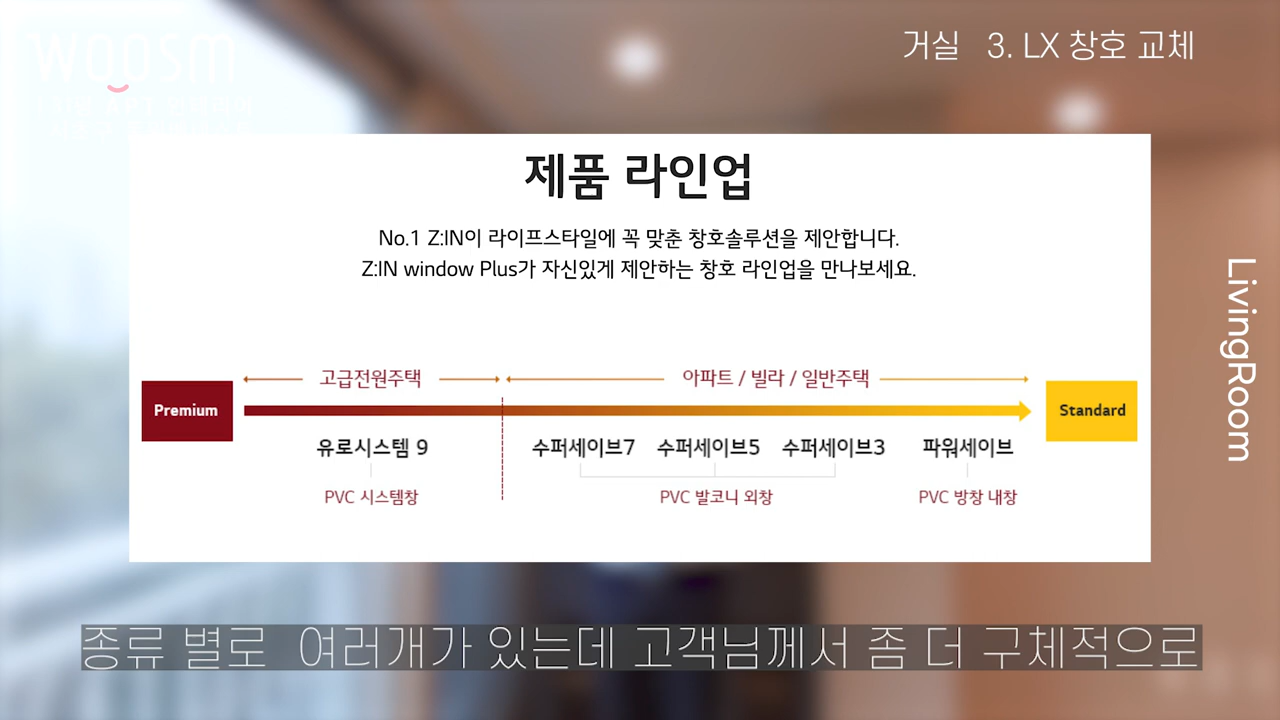 woosm
거실 3. LX 창호 교체
제품 라인업
No.1 Z:IN이 라이프스타일에 꼭 맞춘 창호솔루션을 제안합니다.
Z:IN window Plus가 자신있게 제안하는 창호 라인업을 만나보세요.
고급전원주택 아파트 / 빌라 / 일반주택
Premium
Standard
유로시스템 9 수퍼세이브7 수퍼세이브5 수퍼세이브3 파워세이브
PVC 시스템창 PVC 발코니 외창 PVC 방창 내창
LivingRoom
종류 별로 여러개가 있는데 고객님께서 좀 더 구체적으로